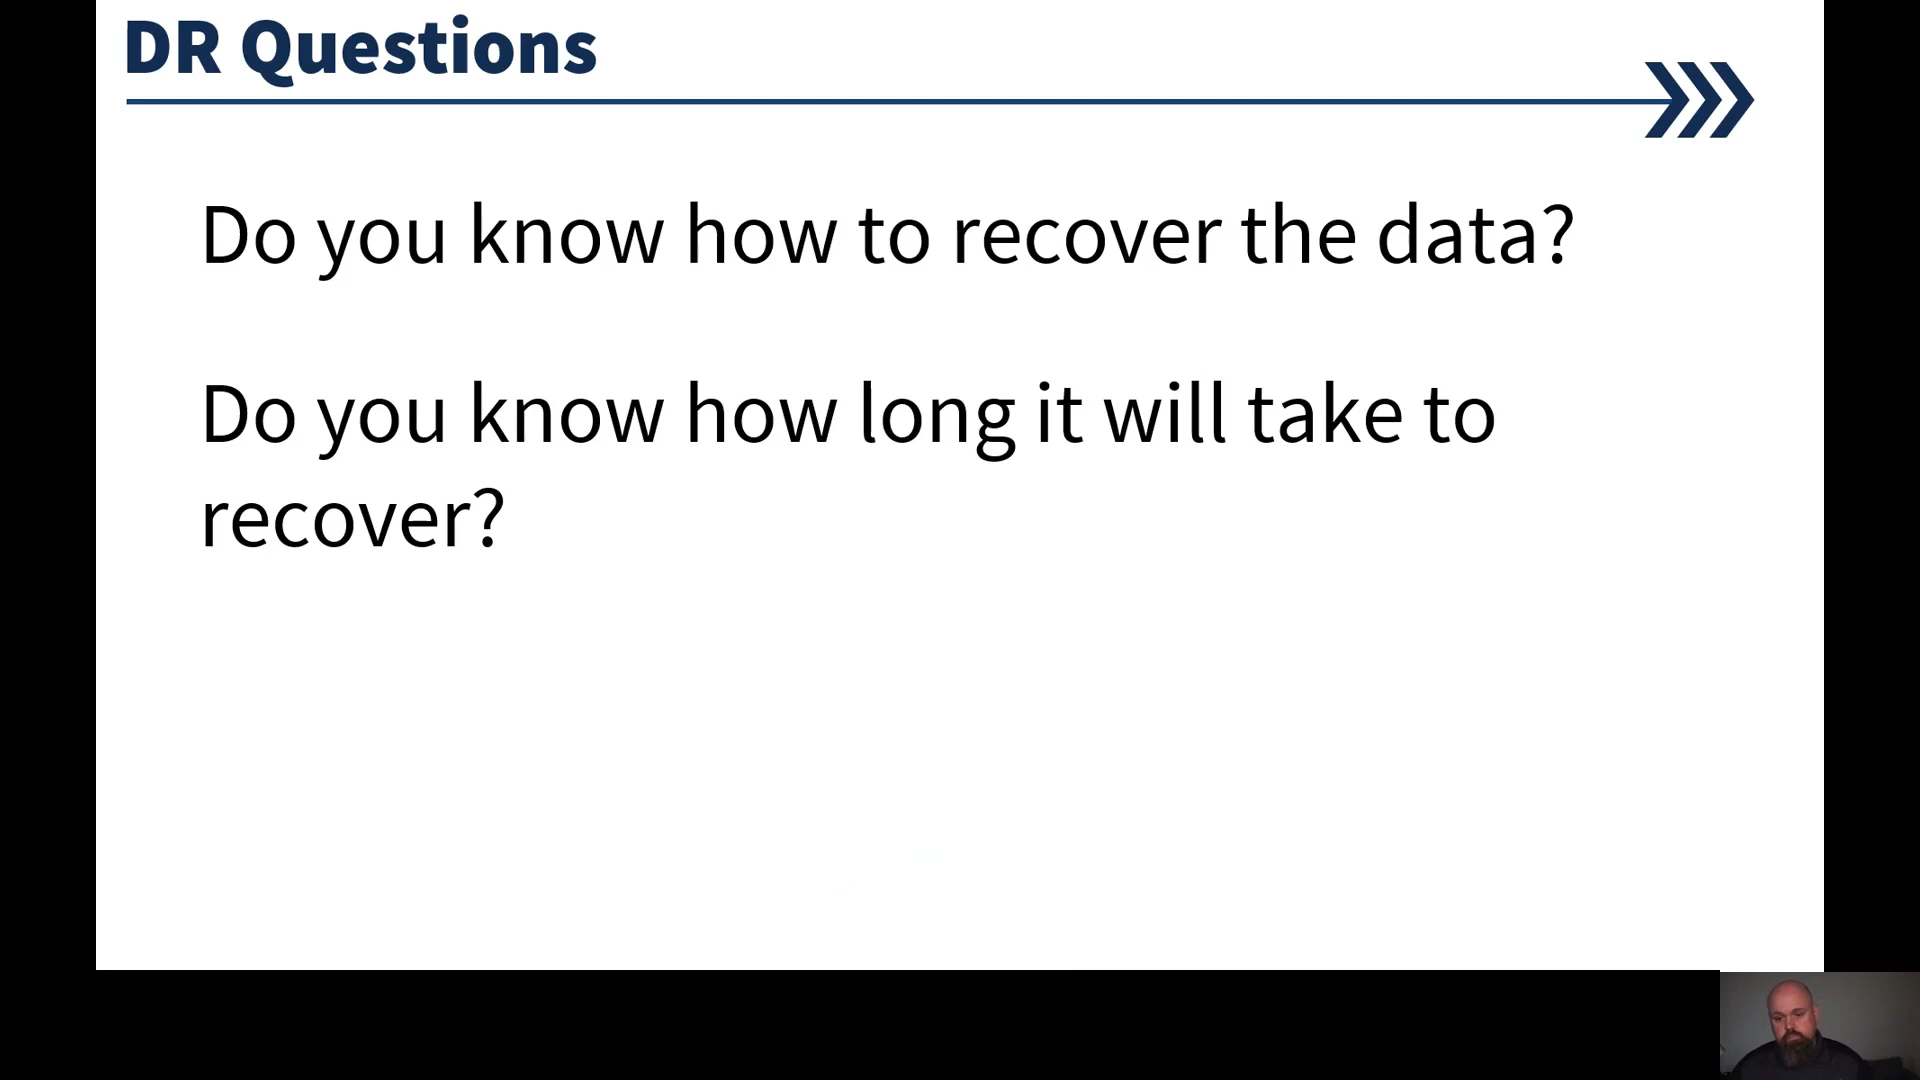 DR Questions
Do you know how to recover the data?
Do you know how long it will take to
recover?